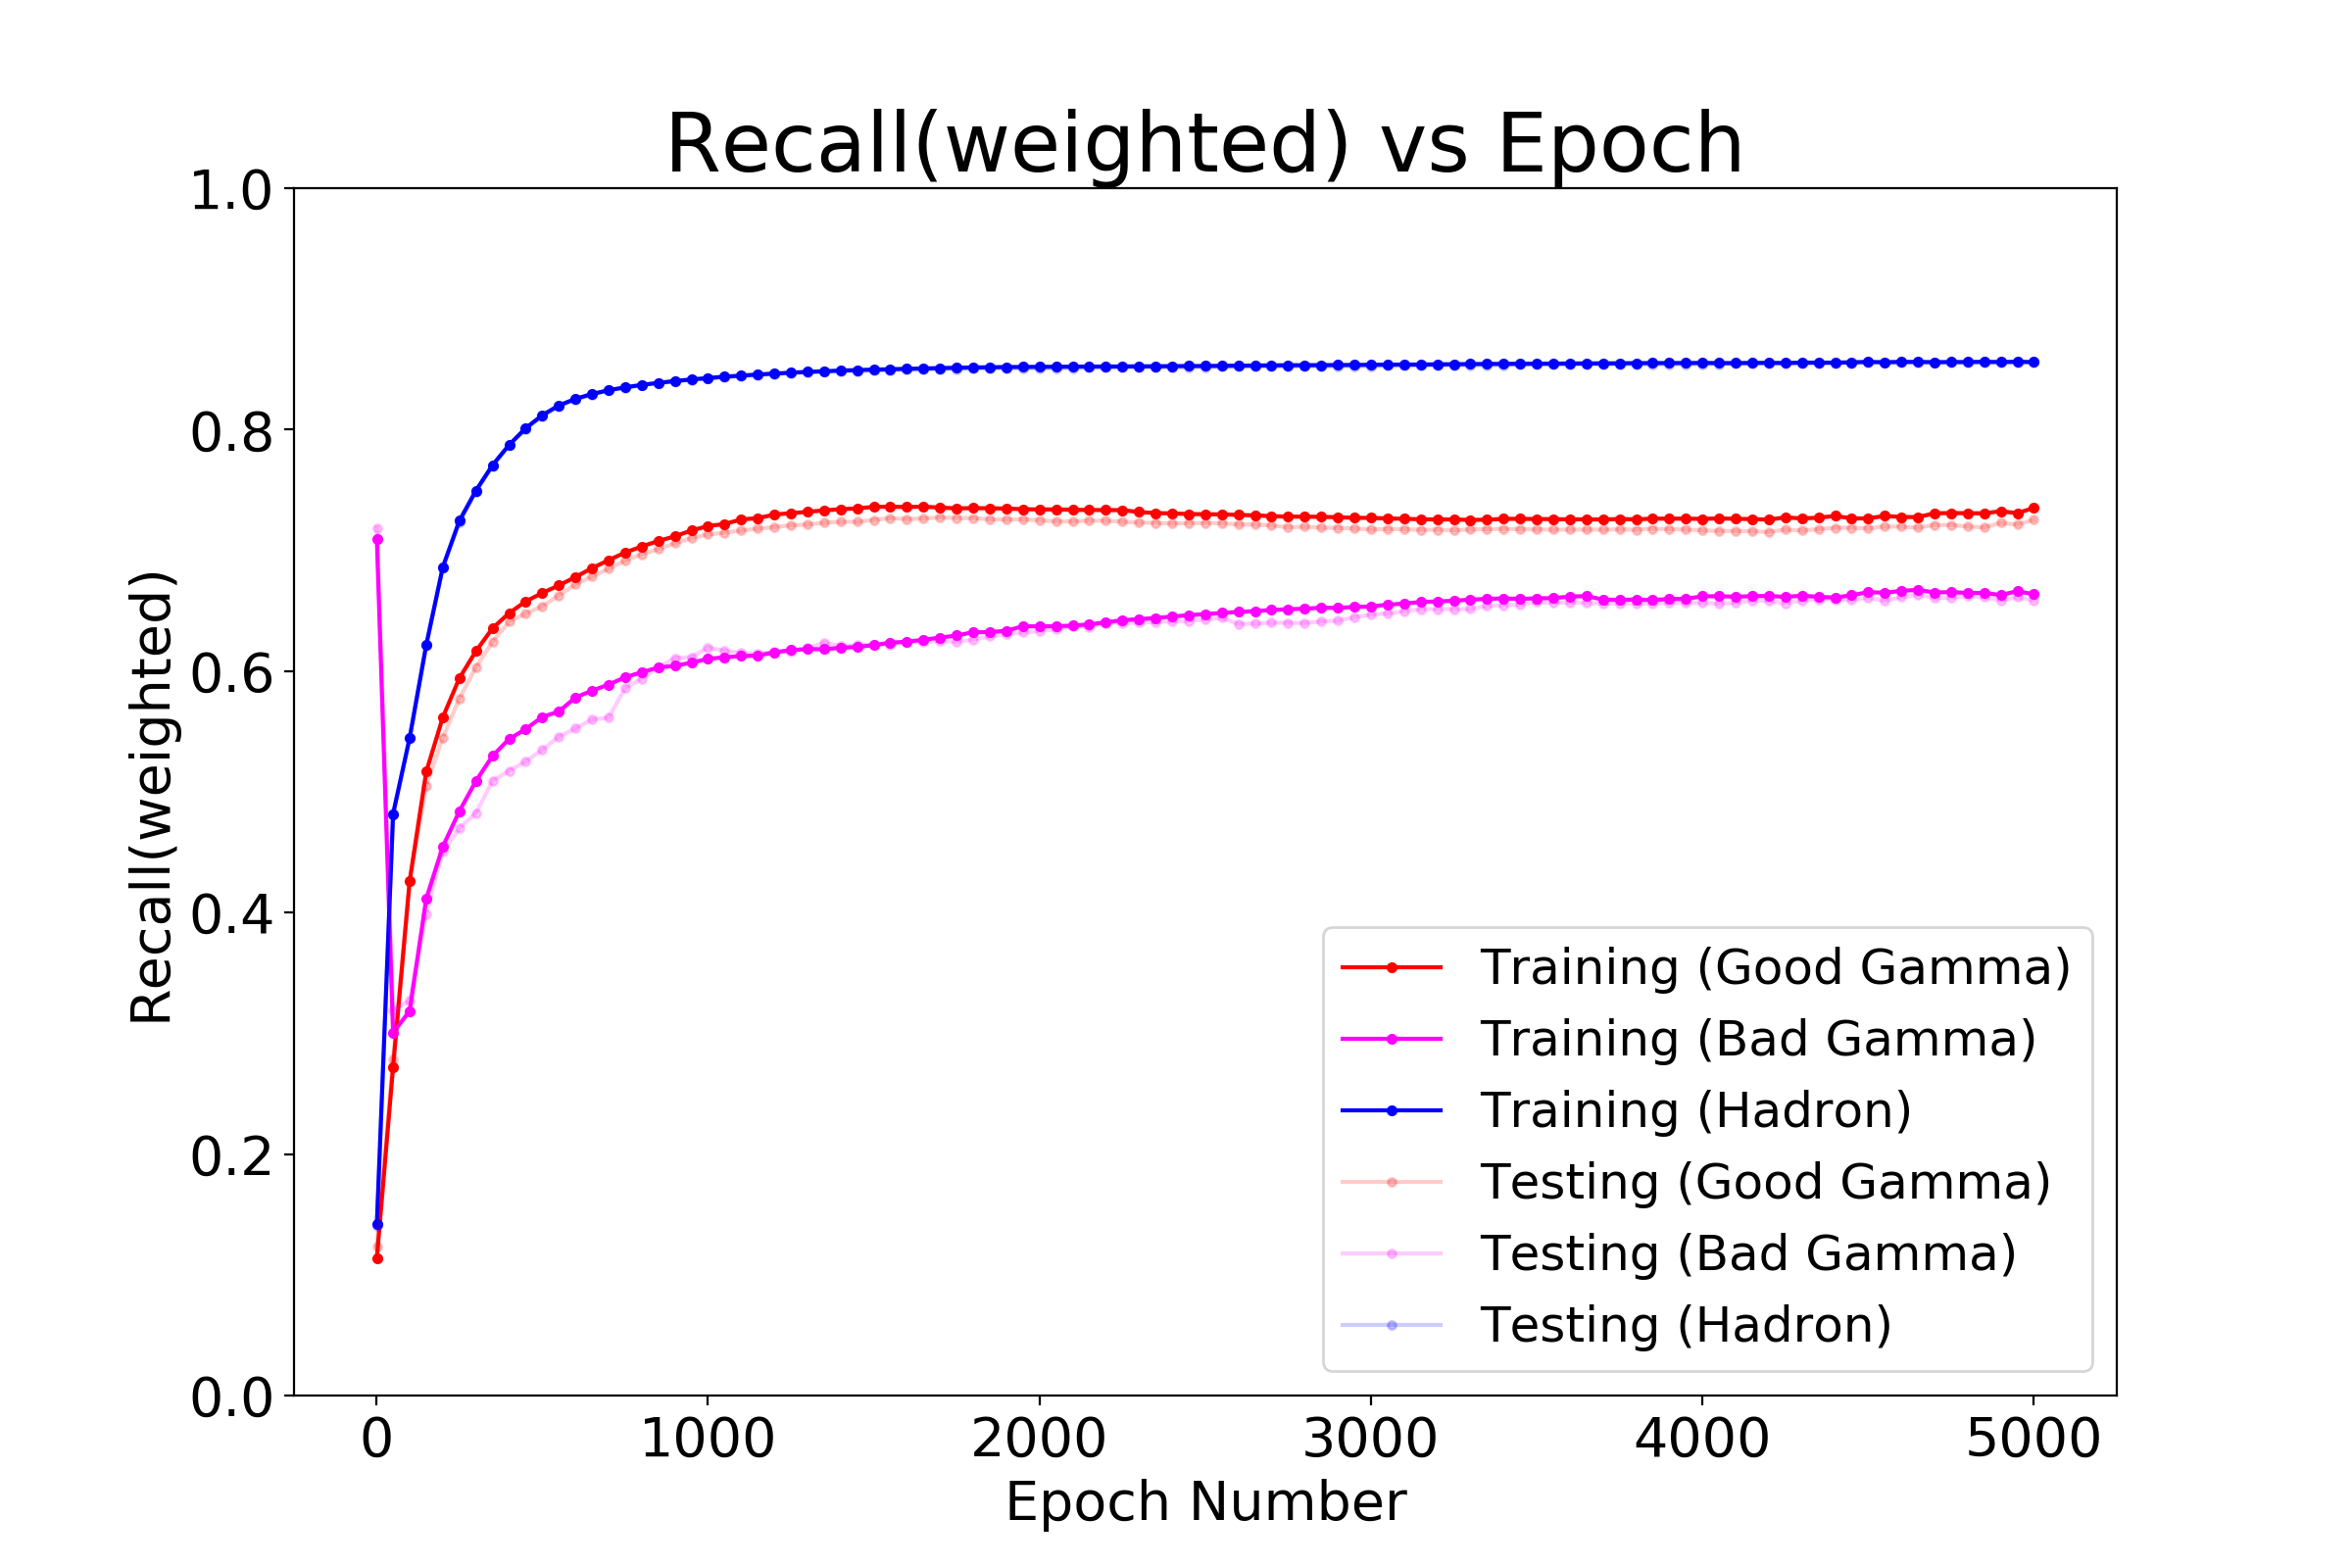 Recall(weighted) vs Epoch
Recall(weighted)
1.0
0.8
0.6
0.4
0.2
0.0
Training (Good Gamma)
Training (Bad Gamma)
Training (Hadron)
Testing (Good Gamma)
Testing (Bad Gamma)
Testing (Hadron)
0 1000 2000 3000 4000 5000
Epoch Number